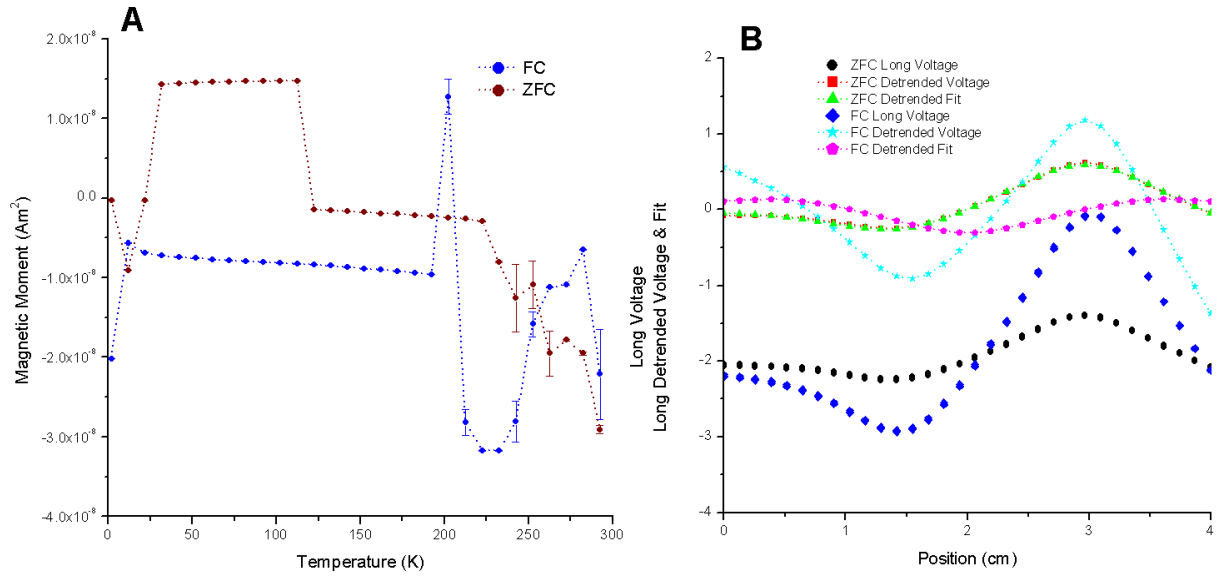 A
FC
ZFC
2.0x10⁻⁸
1.0x10⁻⁸
0.0
-1.0x10⁻⁸
-2.0x10⁻⁸
-3.0x10⁻⁸
-4.0x10⁻⁸
Magnetic Moment (Am²)
0 50 100 150 200 250 300
Temperature (K)
B
ZFC Long Voltage
ZFC Detrended Voltage
ZFC Detrended Fit
FC Long Voltage
FC Detrended Voltage
FC Detrended Fit
2
1
0
-1
-2
-3
-4
Long Voltage
Long Detrended Voltage & Fit
0 1 2 3 4
Position (cm)